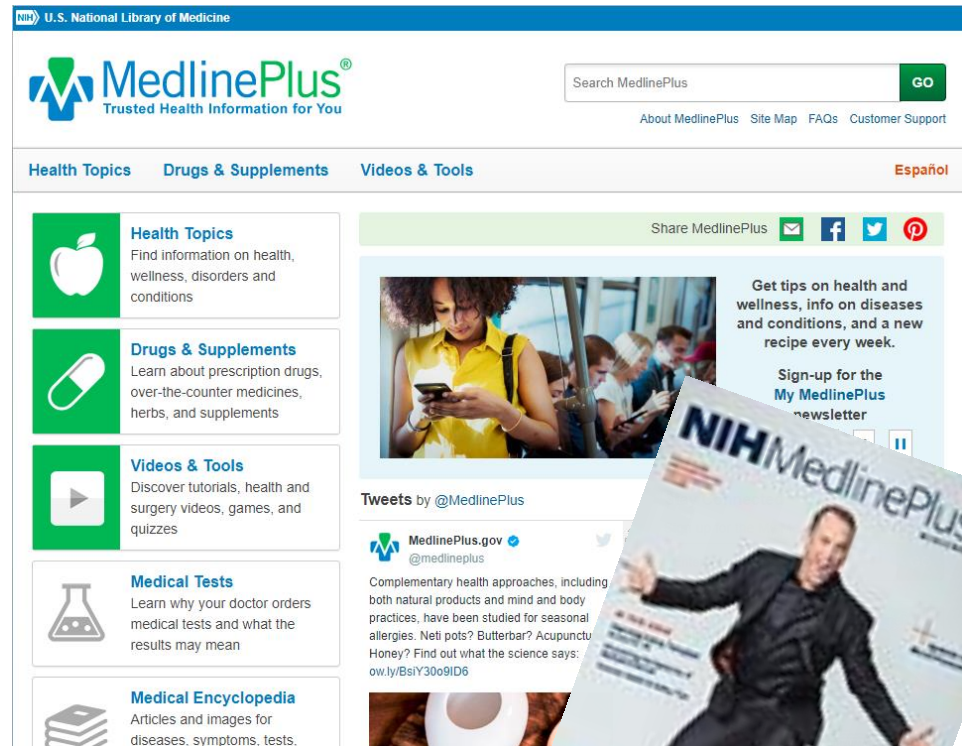 NIH U.S. National Library of Medicine
MedlinePlus®
Trusted Health Information for You
Search MedlinePlus
GO
About MedlinePlus Site Map FAQs Customer Support
Health Topics Drugs & Supplements Videos & Tools Español
Health Topics
Find information on health,
wellness, disorders and
conditions
Drugs & Supplements
Learn about prescription drugs,
over-the-counter medicines,
herbs, and supplements
Videos & Tools
Discover tutorials, health and
surgery videos, games, and
quizzes
Medical Tests
Learn why your doctor orders
medical tests and what the
results may mean
Medical Encyclopedia
Articles and images for
diseases, symptoms, tests,
Share MedlinePlus
Get tips on health and
wellness, info on diseases
and conditions, and a new
recipe every week.
Sign-up for the
My MedlinePlus
newsletter
Tweets by @MedlinePlus
MedlinePlus.gov
@medlineplus
Complementary health approaches, including
both natural products and mind and body
practices, have been studied for seasonal
allergies. Neti pots? Butterbar? Acupunctu
Honey? Find out what the science says:
ow.ly/BsiY30o9ID6
NIHMedlinePlus